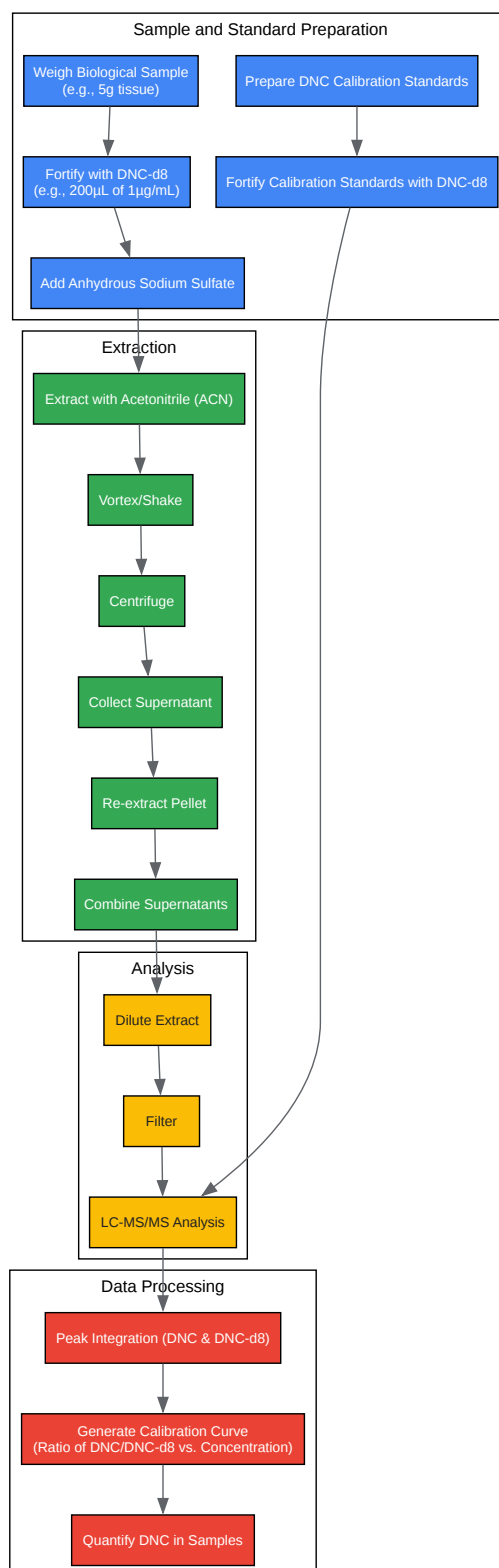 Sample and Standard Preparation
Weigh Biological Sample
(e.g., 5g tissue)
Prepare DNC Calibration Standards
Fortify with DNC-d8
(e.g., 200µL of 1µg/mL)
Fortify Calibration Standards with DNC-d8
Add Anhydrous Sodium Sulfate
Extraction
Extract with Acetonitrile (ACN)
Vortex/Shake
Centrifuge
Collect Supernatant
Re-extract Pellet
Combine Supernatants
Analysis
Dilute Extract
Filter
LC-MS/MS Analysis
Data Processing
Peak Integration (DNC & DNC-d8)
Generate Calibration Curve
(Ratio of DNC/DNC-d8 vs. Concentration)
Quantify DNC in Samples